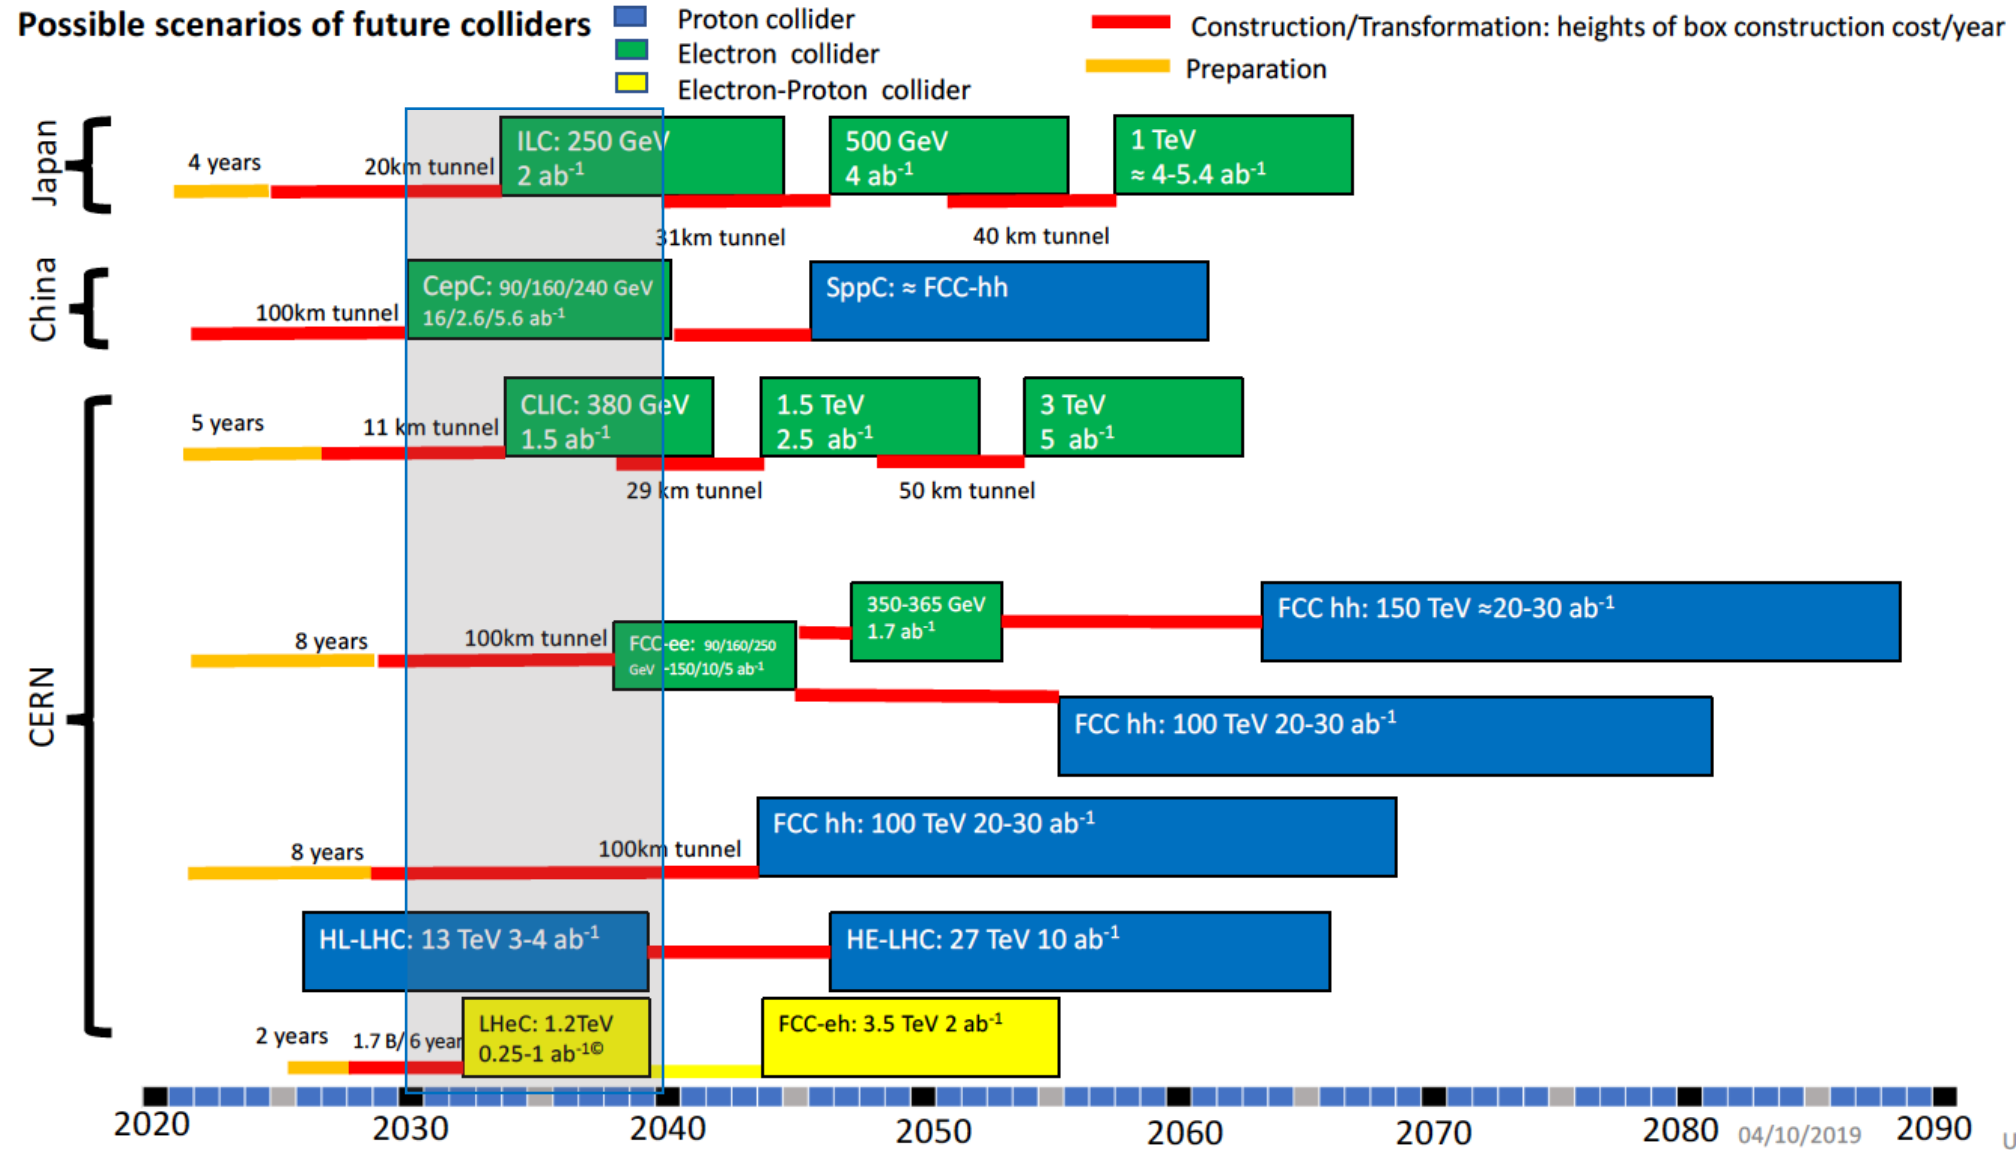 Possible scenarios of future colliders
Proton collider
Electron collider
Electron-Proton collider
Construction/Transformation: heights of box construction cost/year
Preparation
Japan
4 years
20km tunnel
ILC: 250 GeV
2 ab⁻¹
500 GeV
4 ab⁻¹
1 TeV
≈ 4-5.4 ab⁻¹
31km tunnel
40 km tunnel
China
100km tunnel
CepC: 90/160/240 GeV
16/2.6/5.6 ab⁻¹
SppC: ≈ FCC-hh
CERN
5 years
11 km tunnel
CLIC: 380 GeV
1.5 ab⁻¹
1.5 TeV
2.5 ab⁻¹
3 TeV
5 ab⁻¹
29 km tunnel
50 km tunnel
8 years
100km tunnel
FCC-ee: 90/160/250
GeV -150/10/5 ab⁻¹
350-365 GeV
1.7 ab⁻¹
FCC hh: 150 TeV ≈20-30 ab⁻¹
FCC hh: 100 TeV 20-30 ab⁻¹
8 years
100km tunnel
FCC hh: 100 TeV 20-30 ab⁻¹
HL-LHC: 13 TeV 3-4 ab⁻¹
HE-LHC: 27 TeV 10 ab⁻¹
2 years
1.7 B/ 6 year
LHeC: 1.2TeV
0.25-1 ab⁻¹©
FCC-eh: 3.5 TeV 2 ab⁻¹
2020
2030
2040
2050
2060
2070
2080
04/10/2019
2090
U